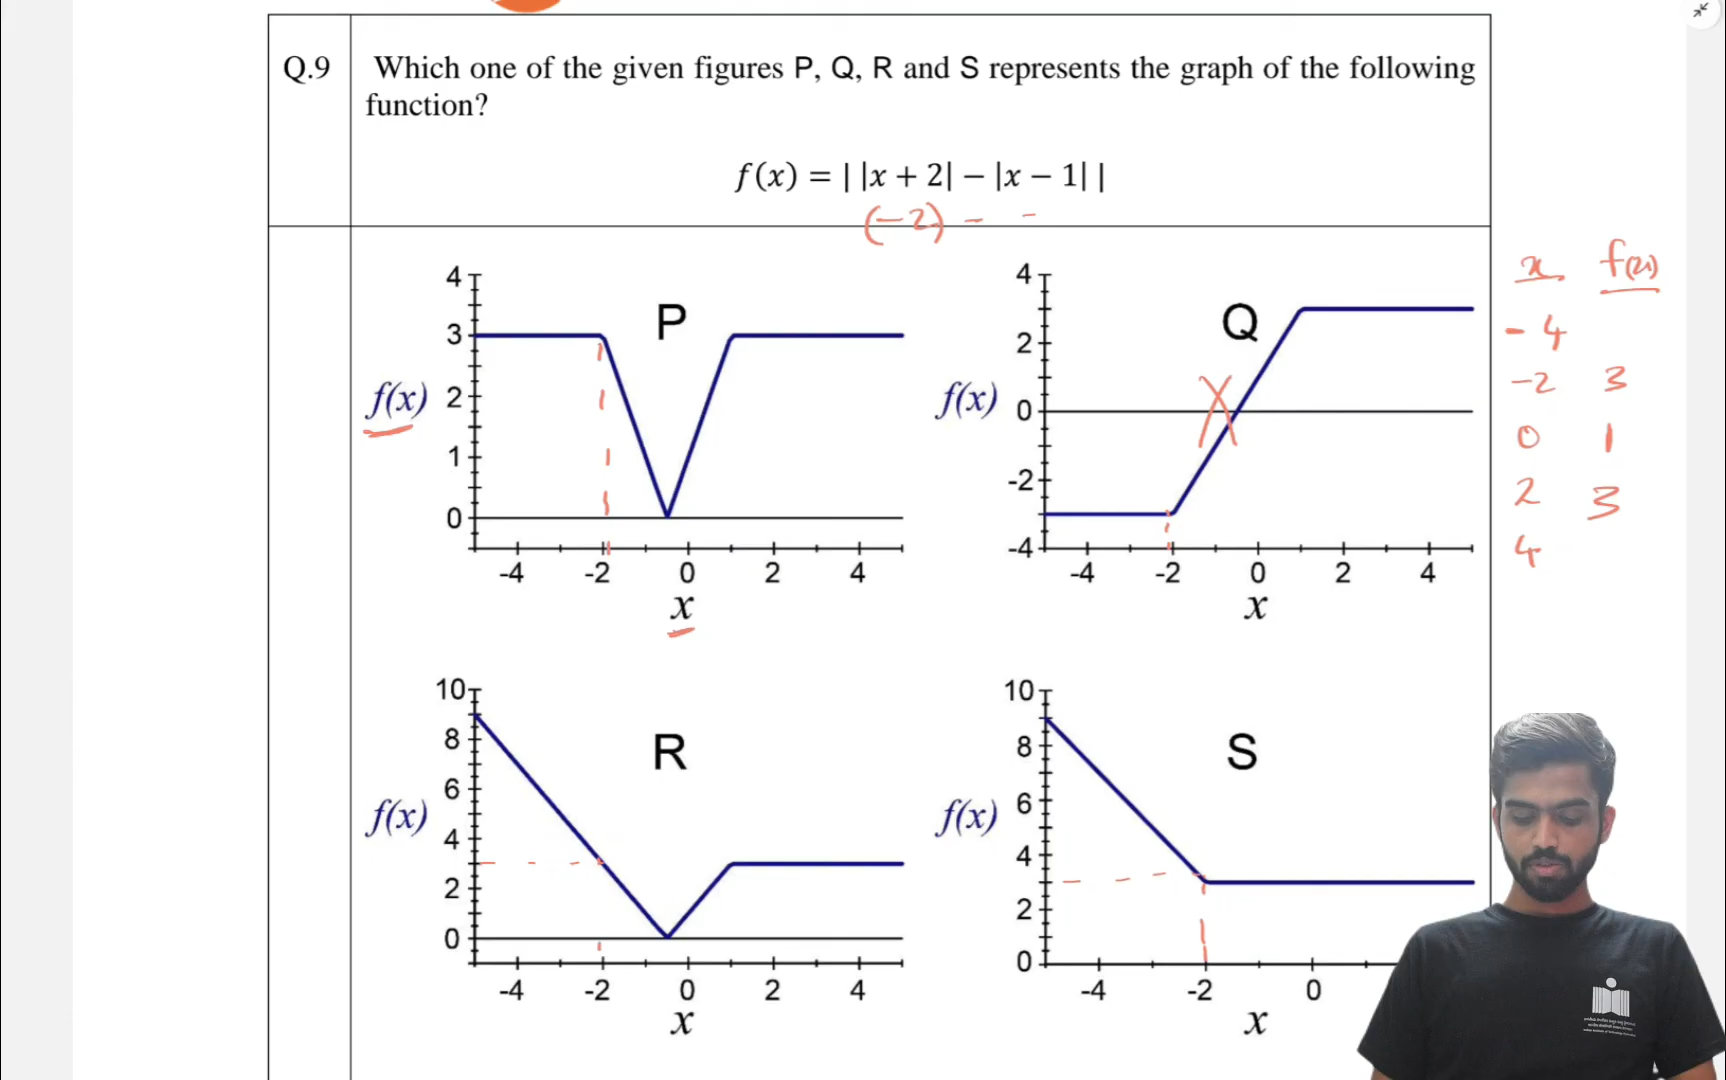 Q.9
Which one of the given figures P, Q, R and S represents the graph of the following
function?
f(x) = | |x + 2| − |x − 1| |
(-2) - -
x f(x)
-4
-2 3
0 1
2 3
4
P
4
3
2
1
0
f(x)
-4 -2 0 2 4
x
Q
4
2
0
-2
-4
f(x)
-4 -2 0 2 4
x
R
10
8
6
4
2
0
f(x)
-4 -2 0 2 4
x
S
10
8
6
4
2
0
f(x)
-4 -2 0
x